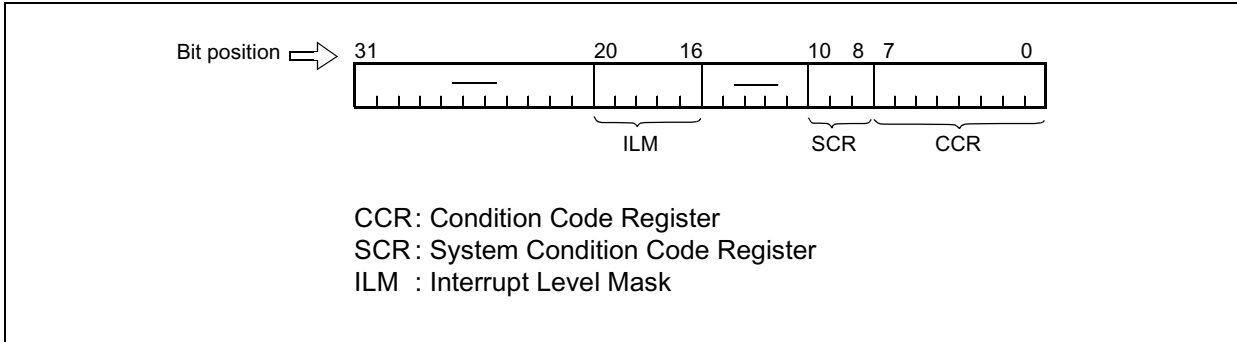 Bit position 31 20 16 10 8 7 0
ILM SCR CCR
CCR: Condition Code Register
SCR: System Condition Code Register
ILM : Interrupt Level Mask